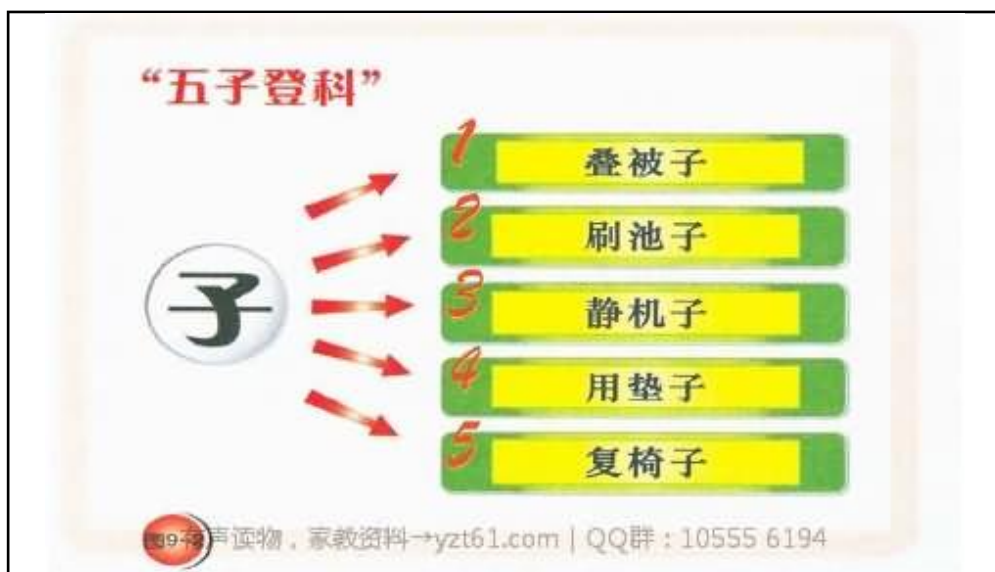 “五子登科”
子
1 叠被子
2 刷池子
3 静机子
4 用垫子
5 复椅子
声读物，家教资料→yzt61.com | QQ群：10555 6194